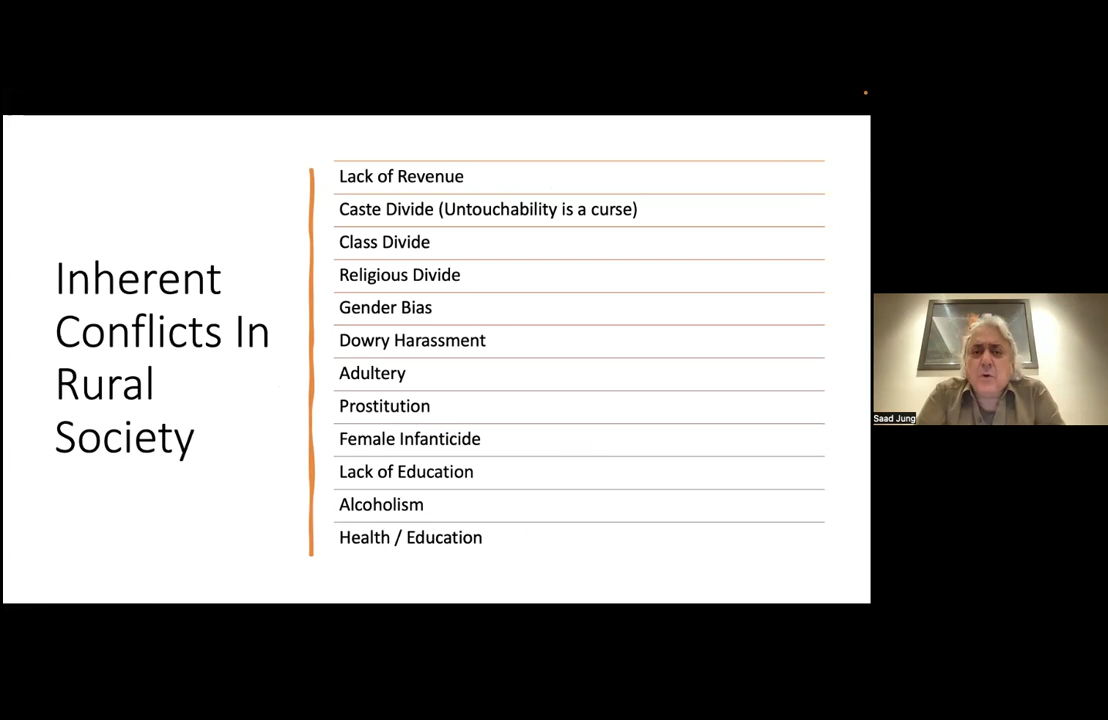 Inherent
Conflicts In
Rural
Society
Lack of Revenue
Caste Divide (Untouchability is a curse)
Class Divide
Religious Divide
Gender Bias
Dowry Harassment
Adultery
Prostitution
Female Infanticide
Lack of Education
Alcoholism
Health / Education
Saad Jung